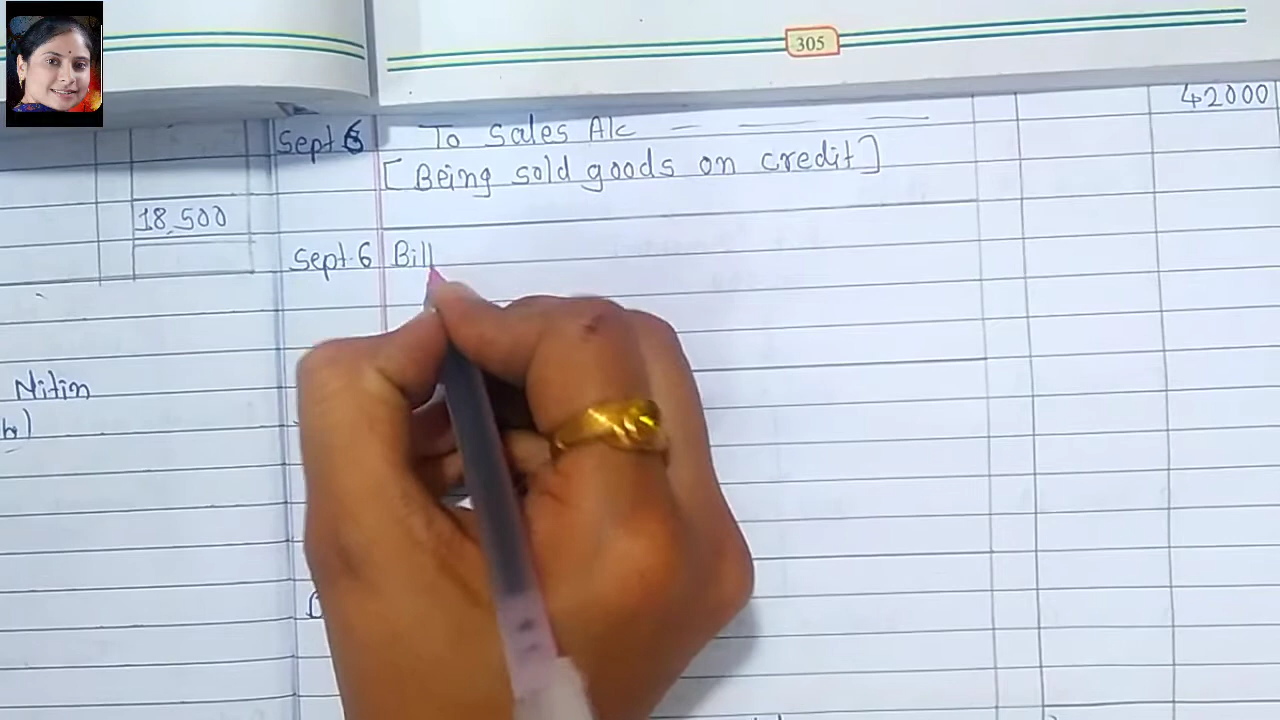 305
42000
Sept 6 To Sales A/c
[Being sold goods on credit]
18,500
Sept. 6 Bill
Nitin